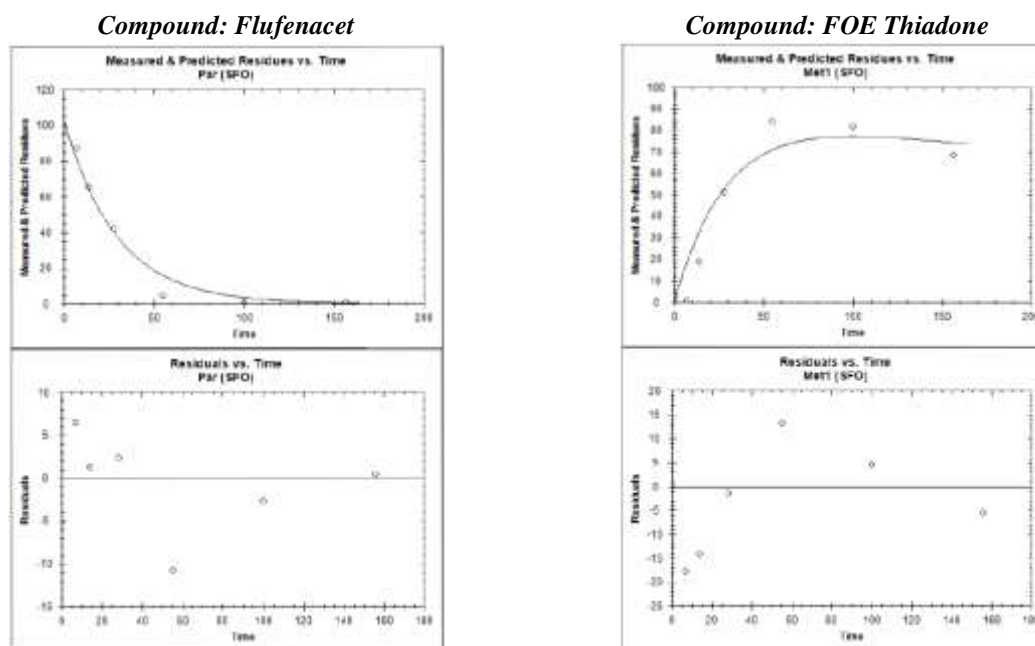 Compound: Flufenacet
Measured & Predicted Residues vs. Time
Par (SFO)
Measured & Predicted Residues
120
100
80
60
40
20
0
0 50 100 150 200
Time
Residuals vs. Time
Par (SFO)
Residuals
10
5
0
-5
-10
-15
0 20 40 60 80 100 120 140 160 180
Time
Compound: FOE Thiadone
Measured & Predicted Residues vs. Time
Met1 (SFO)
Measured & Predicted Residues
100
90
80
70
60
50
40
30
20
10
0
0 50 100 150 200
Time
Residuals vs. Time
Met1 (SFO)
Residuals
20
15
10
5
0
-5
-10
-15
-20
-25
0 20 40 60 80 100 120 140 160 180
Time